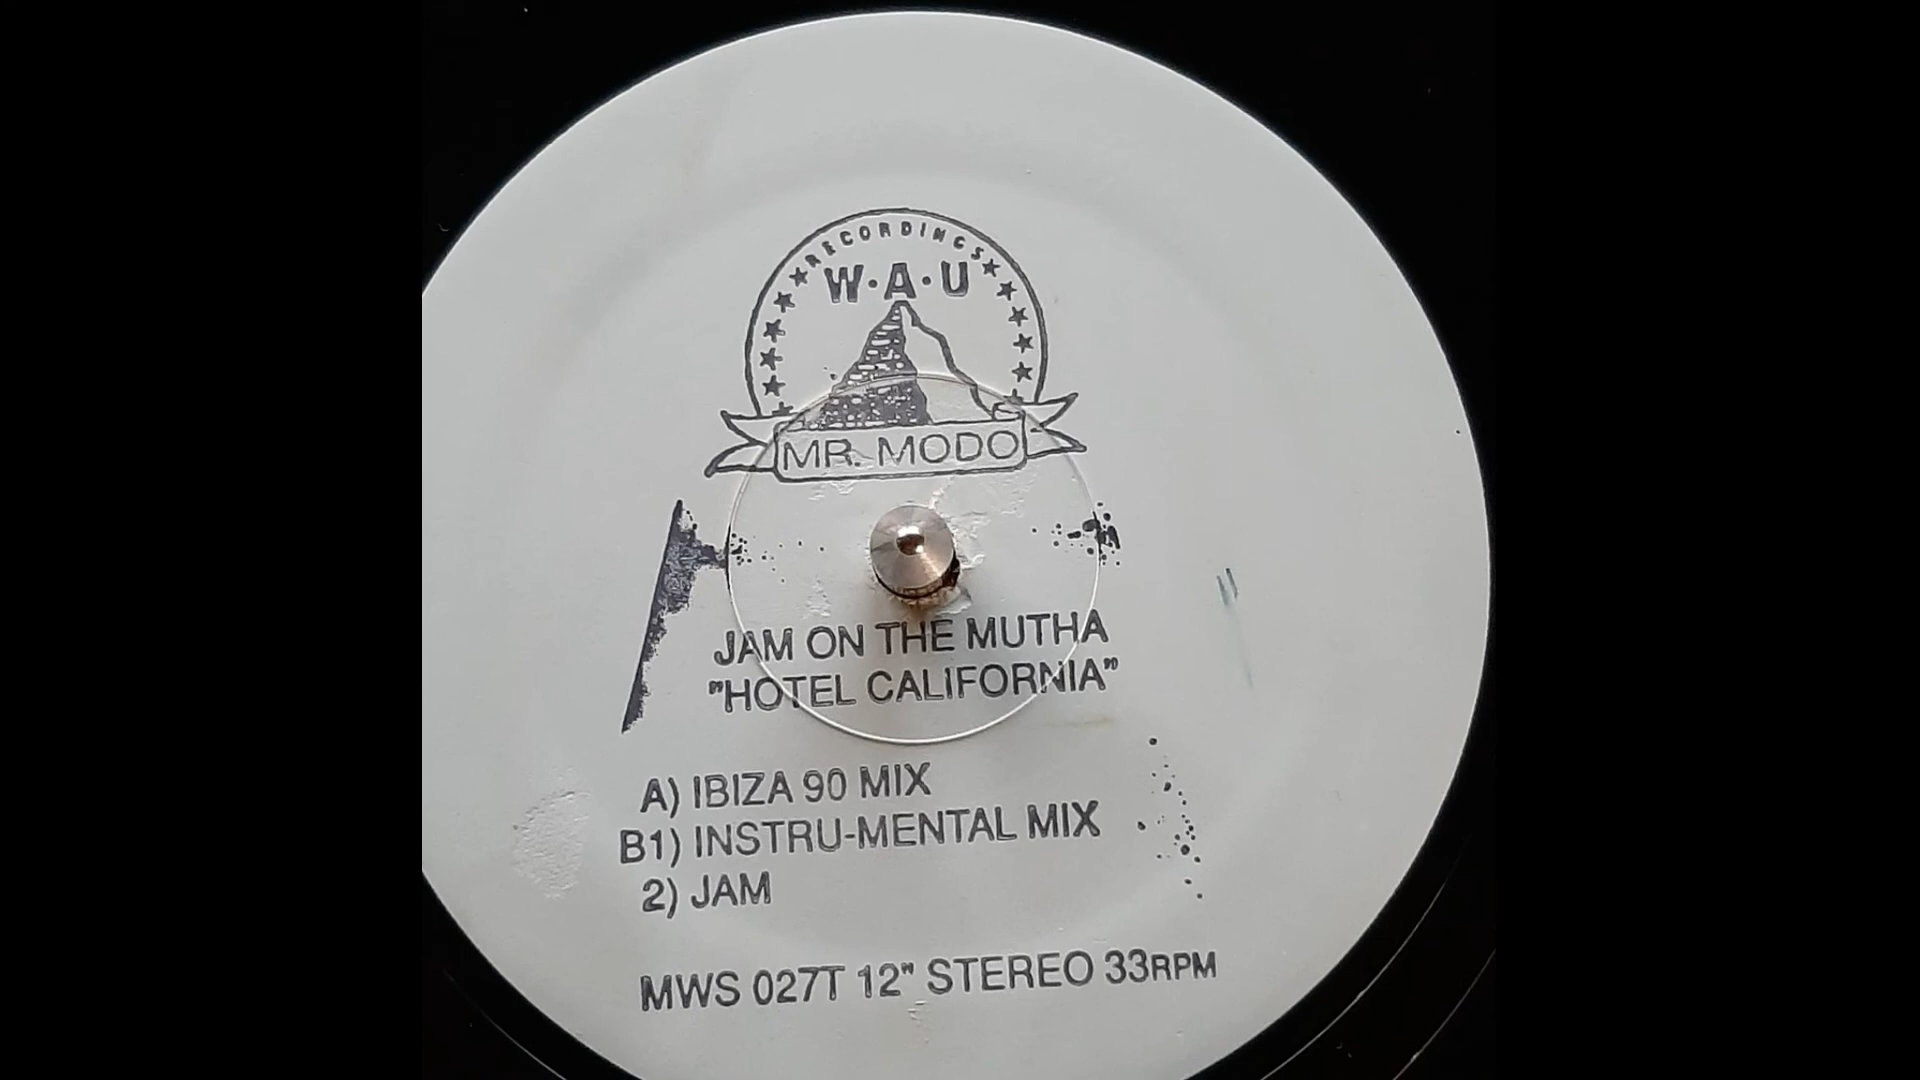 RECORDINGS
W·A·U
MR. MODO
JAM ON THE MUTHA
"HOTEL CALIFORNIA"
A) IBIZA 90 MIX
B1) INSTRU-MENTAL MIX
2) JAM
MWS 027T 12" STEREO 33RPM